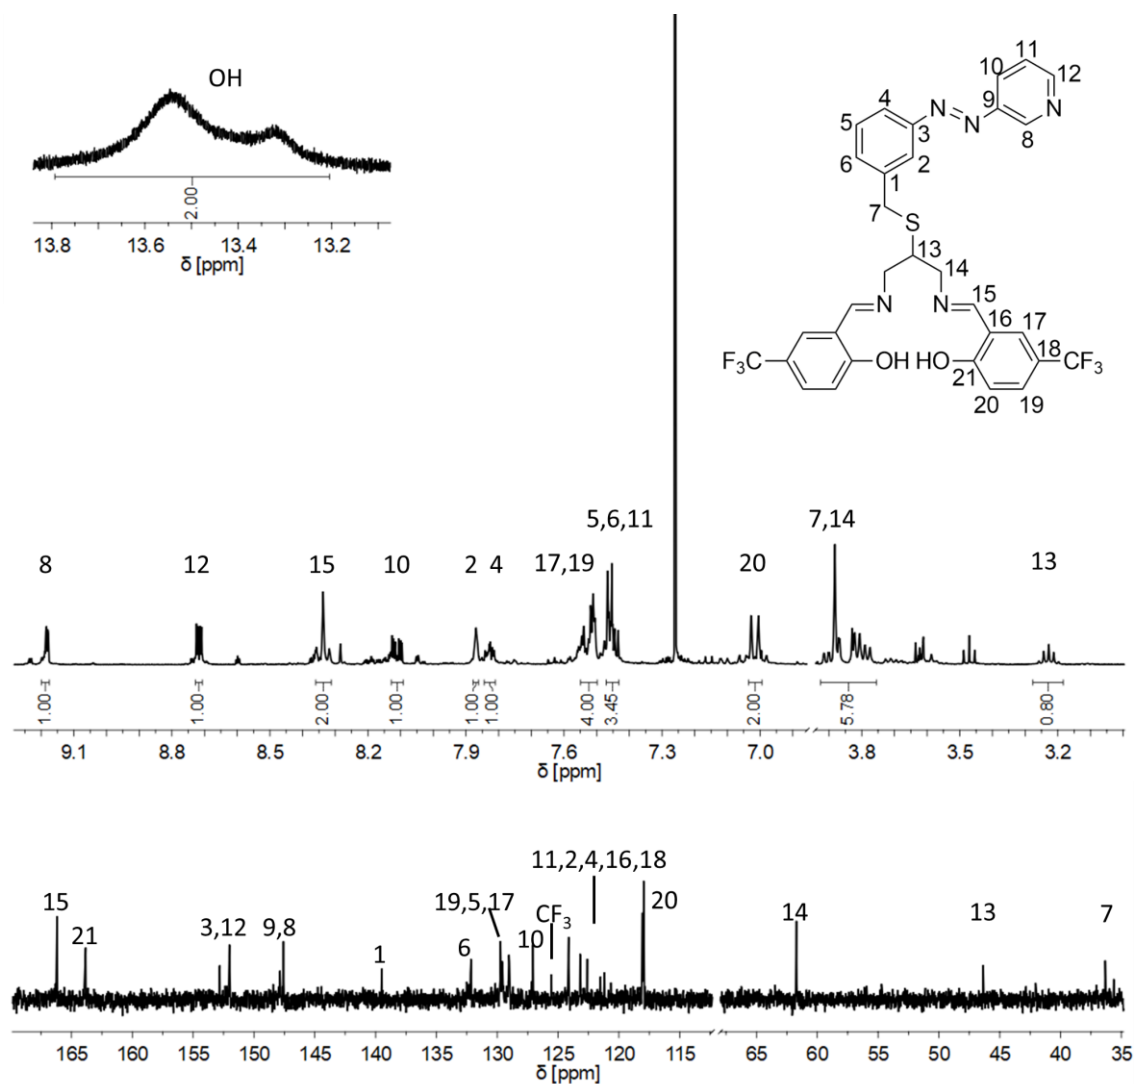 OH
2.00
13.8 13.6 13.4 13.2
δ [ppm]
11
10 12
4 N 9 N
5 3 N 8
6 2
1
7 S
13 14
N N 15
16 17
F3C OH HO 18 CF3
21
20 19
5,6,11 7,14
8 12 15 10 2 4 17,19 20 13
1.00 1.00 2.00 1.00 1.00 1.00 4.00 3.45 2.00 5.78 0.80
9.1 8.8 8.5 8.2 7.9 7.6 7.3 7.0 3.8 3.5 3.2
δ [ppm]
11,2,4,16,18
15 19,5,17 CF3 20
21 3,12 9,8 1 6 10 14 13 7
165 160 155 150 145 140 135 130 125 120 115 65 60 55 50 45 40 35
δ [ppm]